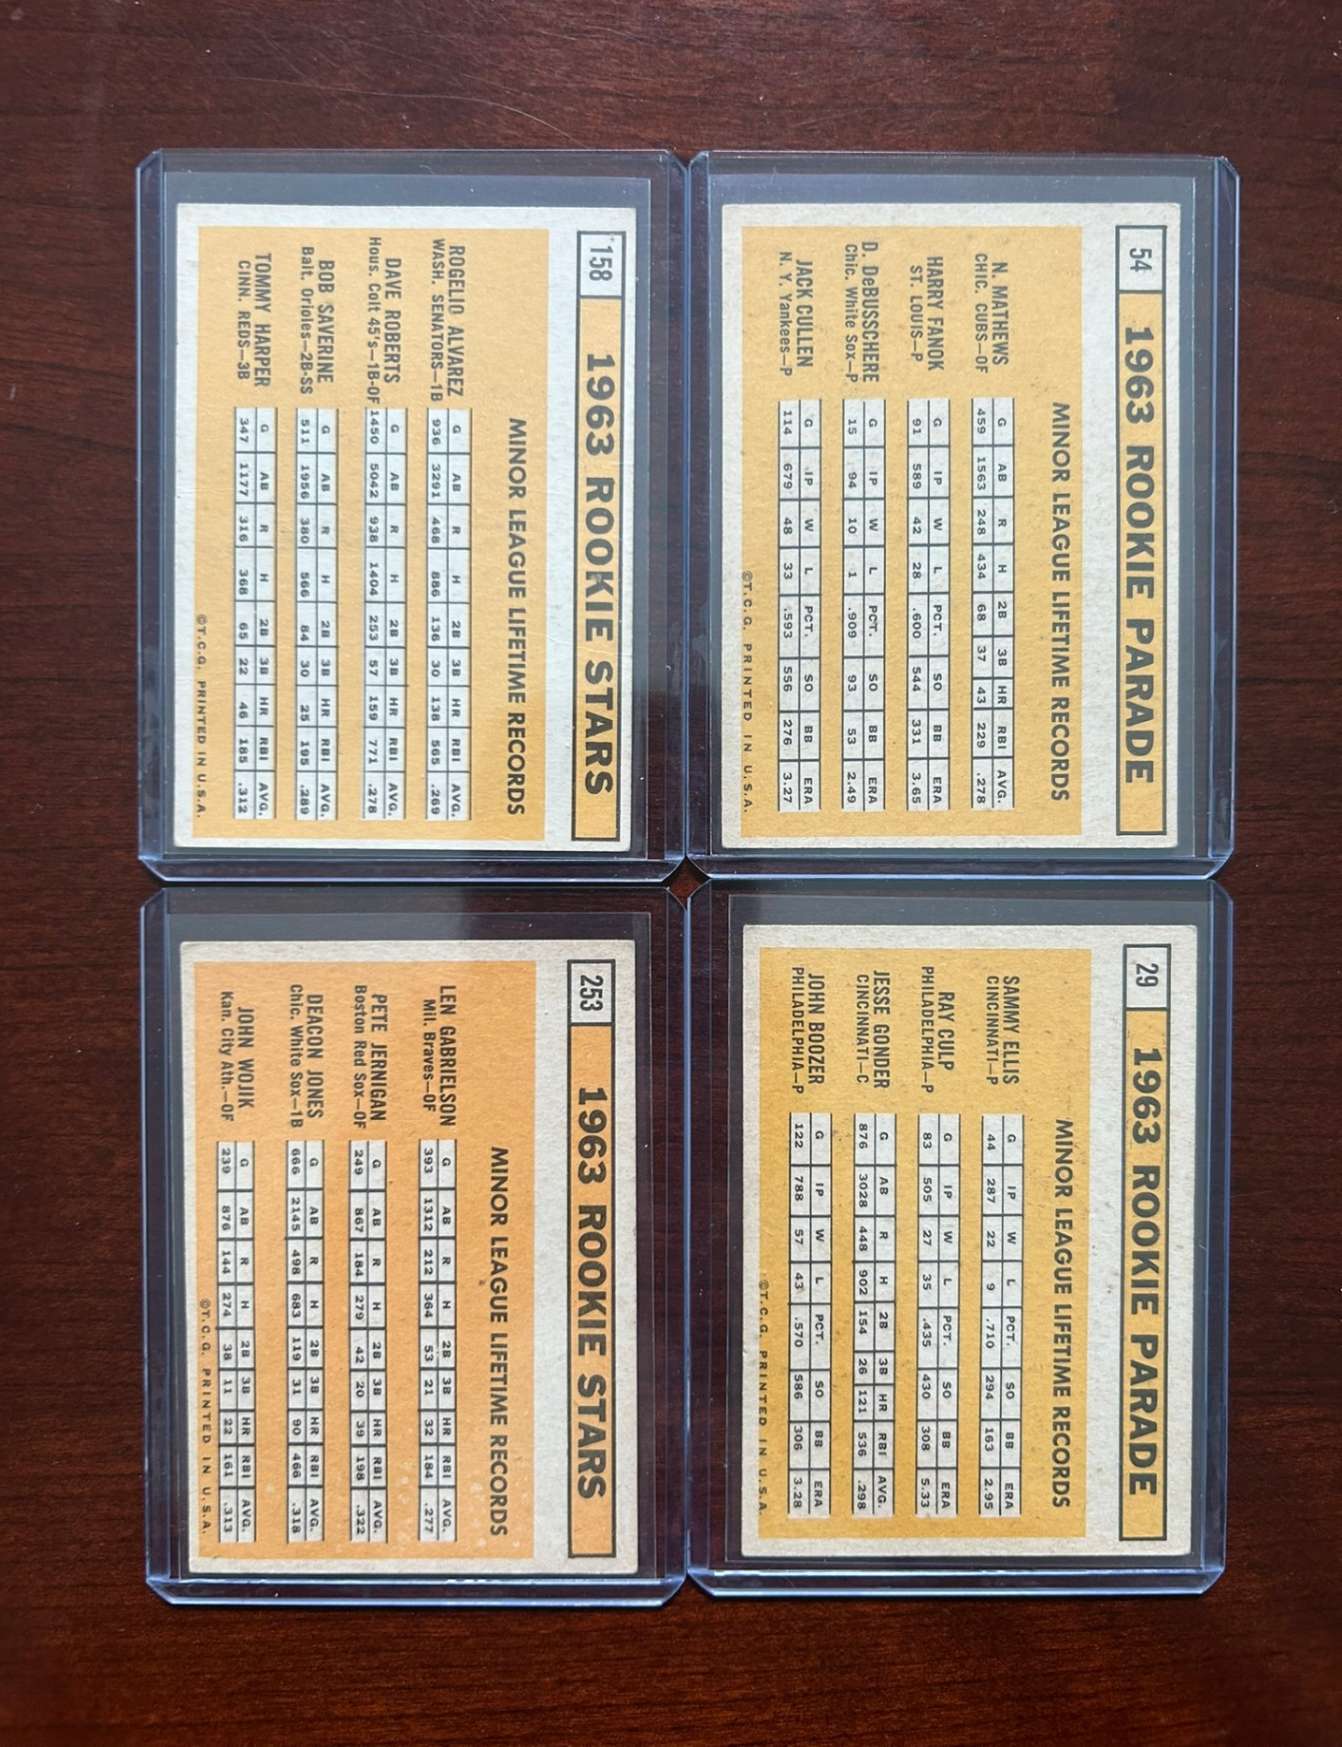 54
1963 ROOKIE PARADE
MINOR LEAGUE LIFETIME RECORDS
N. MATHEWS
CHIC. CUBS—OF
G AB R H 2B 3B HR RBI AVG.
459 1563 248 434 68 37 43 229 .278
HARRY FANOK
ST. LOUIS—P
G IP W L PCT. SO BB ERA
91 589 42 28 .600 544 331 3.65
D. DeBUSSCHERE
Chic. White Sox—P
G IP W L PCT. SO BB ERA
15 94 10 1 .909 93 53 2.49
JACK CULLEN
N. Y. Yankees—P
G IP W L PCT. SO BB ERA
114 679 48 33 .593 556 276 3.27
©T.C.G. PRINTED IN U.S.A.
29
1963 ROOKIE PARADE
MINOR LEAGUE LIFETIME RECORDS
SAMMY ELLIS
CINCINNATI—P
G IP W L PCT. SO BB ERA
44 287 22 9 .710 294 163 2.95
RAY CULP
PHILADELPHIA—P
G IP W L PCT. SO BB ERA
83 505 27 35 .435 430 308 5.33
JESSE GONDER
CINCINNATI—C
G AB R H 2B 3B HR RBI AVG.
876 3028 448 902 154 26 121 536 .298
JOHN BOOZER
PHILADELPHIA—P
G IP W L PCT. SO BB ERA
122 788 57 43 .570 586 306 3.28
©T.C.G. PRINTED IN U.S.A.
158
1963 ROOKIE STARS
MINOR LEAGUE LIFETIME RECORDS
ROGELIO ALVAREZ
WASH. SENATORS—1B
G AB R H 2B 3B HR RBI AVG.
936 3291 468 886 136 30 138 565 .269
DAVE ROBERTS
Hous. Colt 45's—1B-OF
G AB R H 2B 3B HR RBI AVG.
1450 5042 938 1404 253 57 159 771 .278
BOB SAVERINE
Balt. Orioles—2B-SS
G AB R H 2B 3B HR RBI AVG.
511 1956 380 566 84 30 25 195 .289
TOMMY HARPER
CINN. REDS—3B
G AB R H 2B 3B HR RBI AVG.
347 1177 316 368 65 22 46 185 .312
©T.C.G. PRINTED IN U.S.A.
253
1963 ROOKIE STARS
MINOR LEAGUE LIFETIME RECORDS
LEN GABRIELSON
Mil. Braves—OF
G AB R H 2B 3B HR RBI AVG.
393 1312 212 364 53 21 32 184 .277
PETE JERNIGAN
Boston Red Sox—OF
G AB R H 2B 3B HR RBI AVG.
249 867 184 279 42 20 39 198 .322
DEACON JONES
Chic. White Sox—1B
G AB R H 2B 3B HR RBI AVG.
666 2145 498 683 119 31 90 466 .318
JOHN WOJIK
Kan. City Ath.—OF
G AB R H 2B 3B HR RBI AVG.
239 876 144 274 38 11 22 161 .313
©T.C.G. PRINTED IN U.S.A.